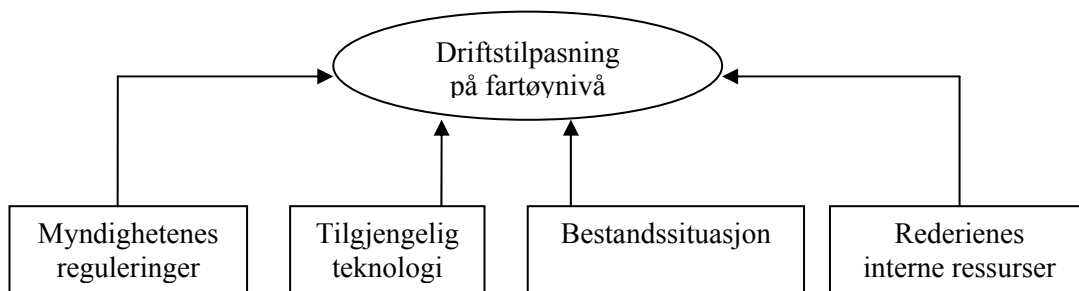 Driftstilpasning
på fartøynivå
Myndighetenes
reguleringer
Tilgjengelig
teknologi
Bestandssituasjon
Rederienes
interne ressurser